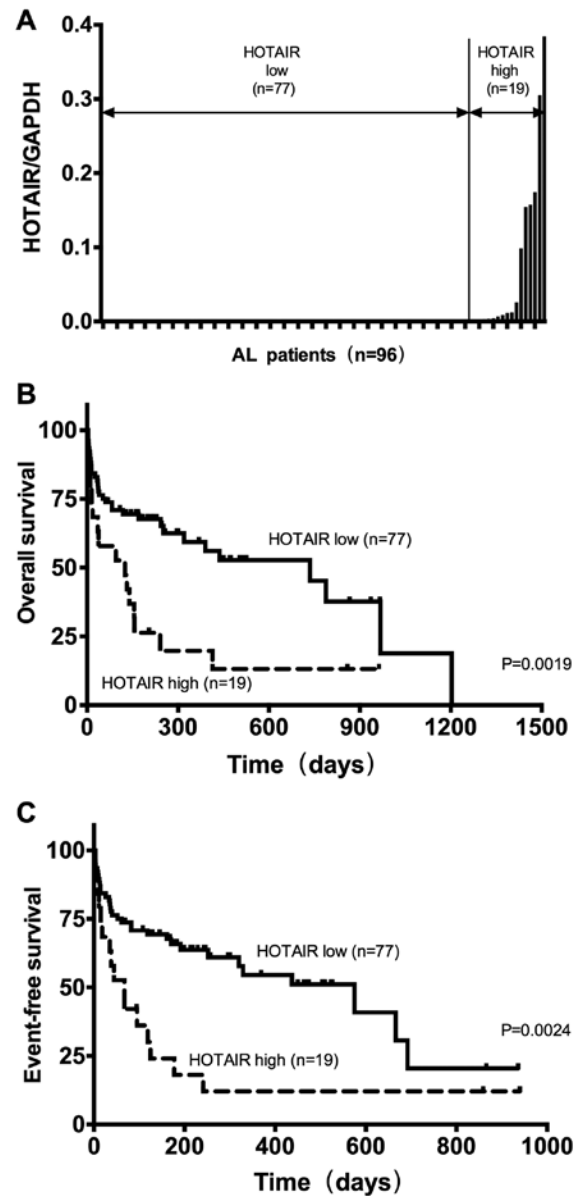 A
HOTAIR/GAPDH
0.4
0.3
0.2
0.1
0.0
HOTAIR
low
(n=77)
HOTAIR
high
(n=19)
AL patients (n=96)
B
Overall survival
100
75
50
25
0
HOTAIR low (n=77)
HOTAIR high (n=19)
P=0.0019
0 300 600 900 1200 1500
Time (days)
C
Event-free survival
100
75
50
25
0
HOTAIR low (n=77)
P=0.0024
HOTAIR high (n=19)
0 200 400 600 800 1000
Time (days)